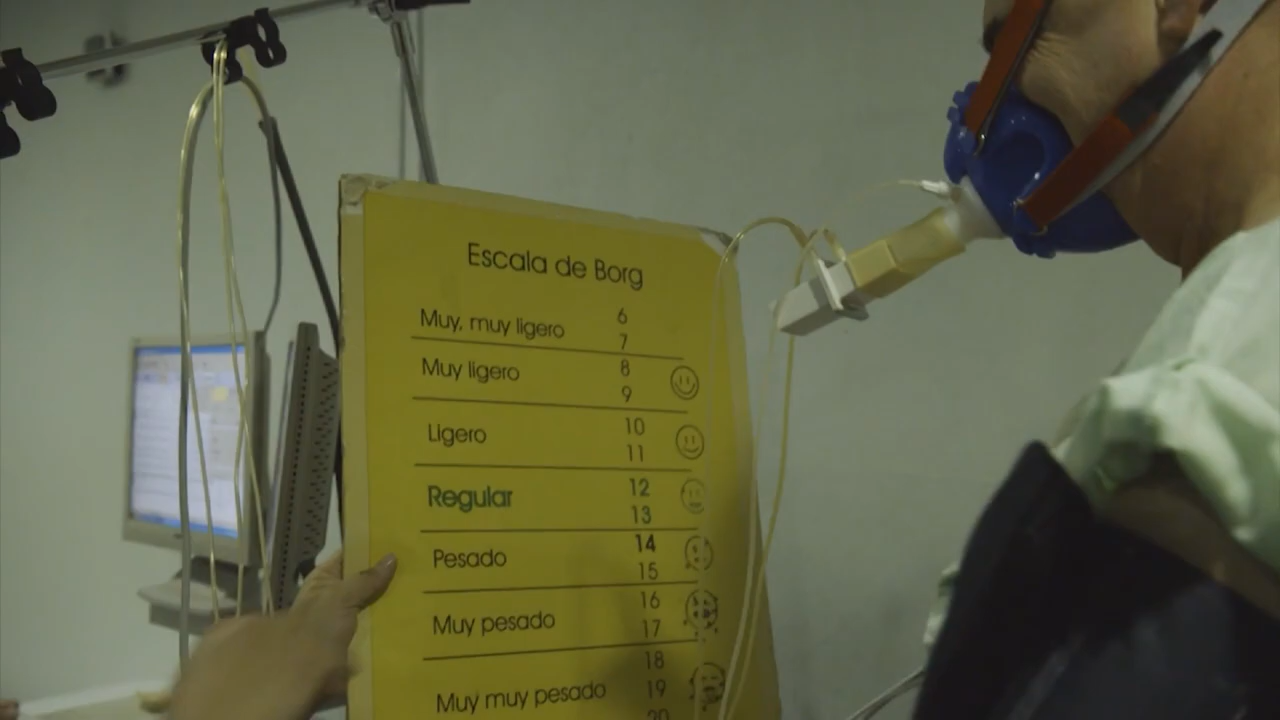 Escala de Borg
6
Muy, muy ligero
7
Muy ligero 8
9
Ligero 10
11
Regular 12
13
14
Pesado 15
16
Muy pesado 17
18
Muy muy pesado 19
20